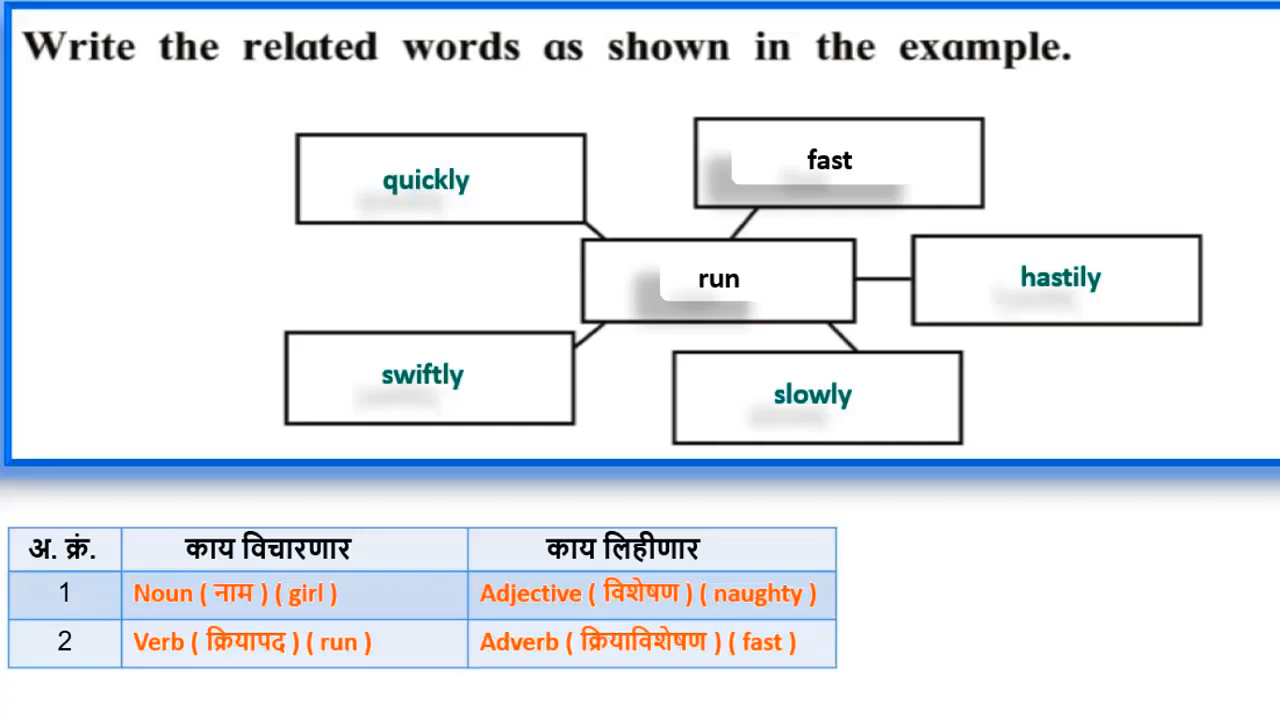 Write the related words as shown in the example.
quickly
fast
run
hastily
swiftly
slowly
अ. क्रं. काय विचारणार काय लिहीणार
1 Noun ( नाम ) ( girl ) Adjective ( विशेषण ) ( naughty )
2 Verb ( क्रियापद ) ( run ) Adverb ( क्रियाविशेषण ) ( fast )